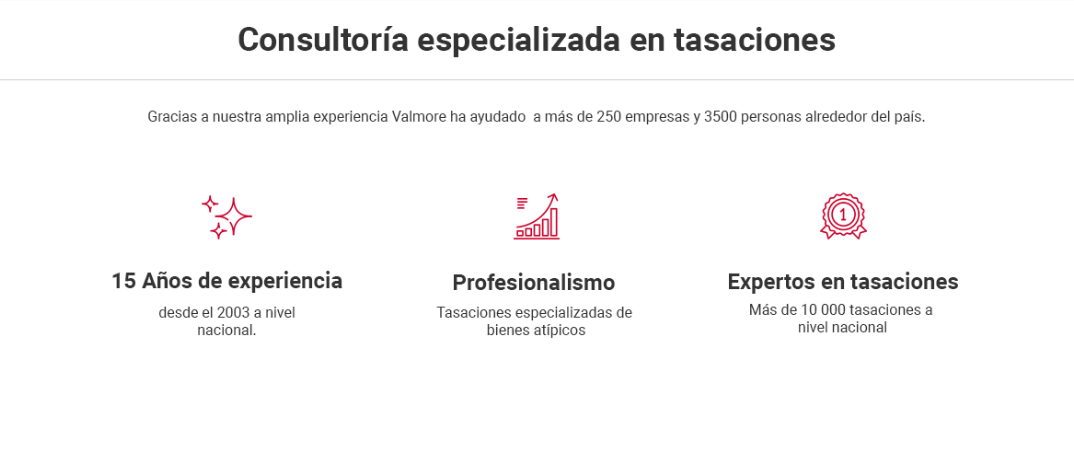 Consultoría especializada en tasaciones
Gracias a nuestra amplia experiencia Valmore ha ayudado  a más de 250 empresas y 3500 personas alrededor del país.
1
15 Años de experiencia
desde el 2003 a nivel
nacional.
Profesionalismo
Tasaciones especializadas de
bienes atípicos
Expertos en tasaciones
Más de 10 000 tasaciones a
nivel nacional